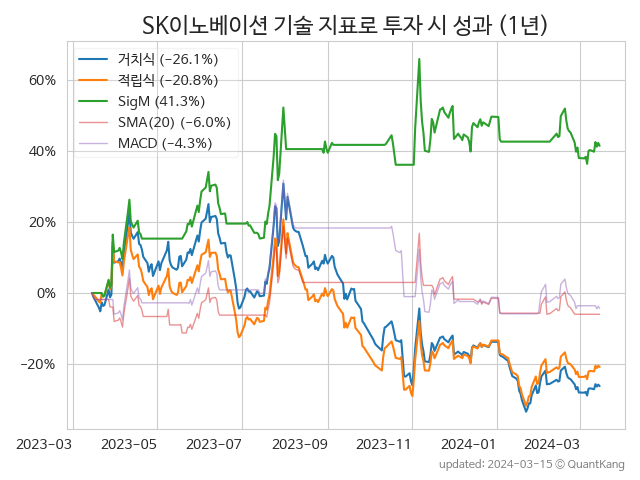 SK이노베이션 기술 지표로 투자 시 성과 (1년)
거치식 (−26.1%)
적립식 (−20.8%)
SigM (41.3%)
SMA(20) (−6.0%)
MACD (−4.3%)
60%
40%
20%
0%
−20%
2023-03 2023-05 2023-07 2023-09 2023-11 2024-01 2024-03
updated: 2024-03-15 © QuantKang